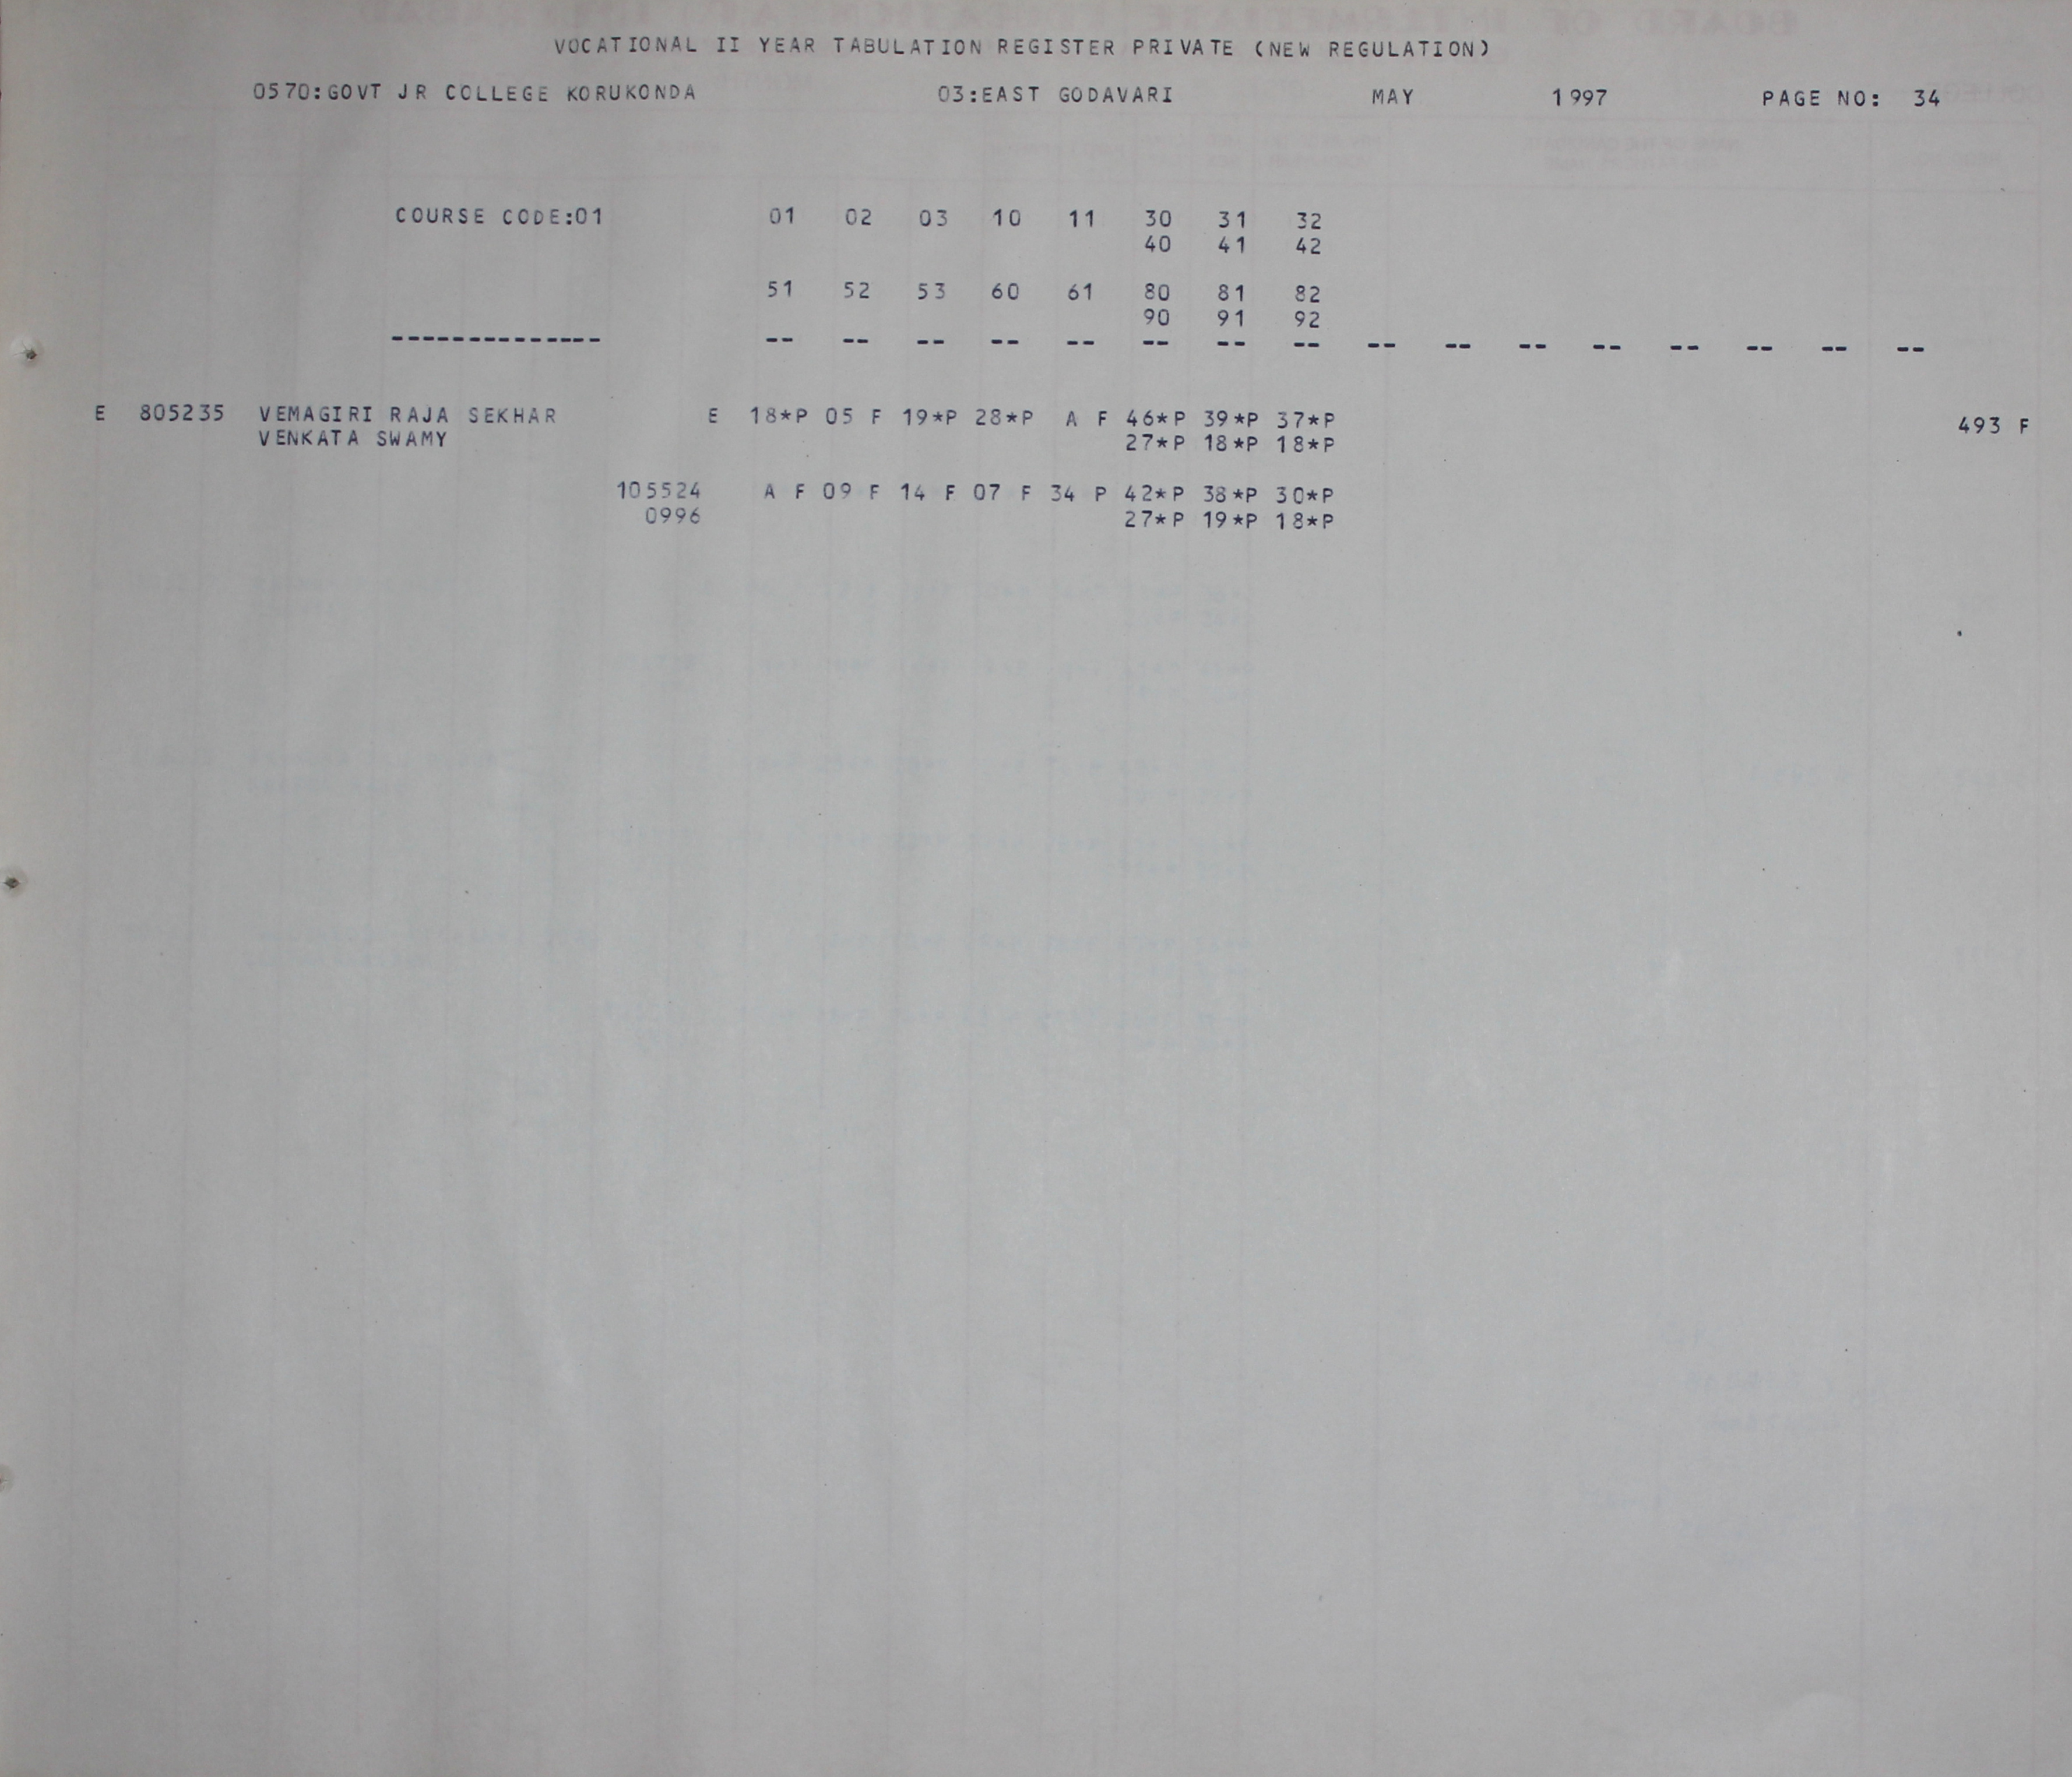 VOCATIONAL II YEAR TABULATION REGISTER PRIVATE (NEW REGULATION)
0570:GOVT JR COLLEGE KORUKONDA 03:EAST GODAVARI MAY 1997 PAGE NO: 34
COURSE CODE:01 01 02 03 10 11 30 31 32
40 41 42
51 52 53 60 61 80 81 82
90 91 92
-------------- -- -- -- -- -- -- -- -- -- -- -- -- -- -- -- --
E 805235 VEMAGIRI RAJA SEKHAR E 18*P 05 F 19*P 28*P A F 46*P 39*P 37*P 493 F
VENKATA SWAMY 27*P 18*P 18*P
105524 A F 09 F 14 F 07 F 34 P 42*P 38*P 30*P
0996 27*P 19*P 18*P